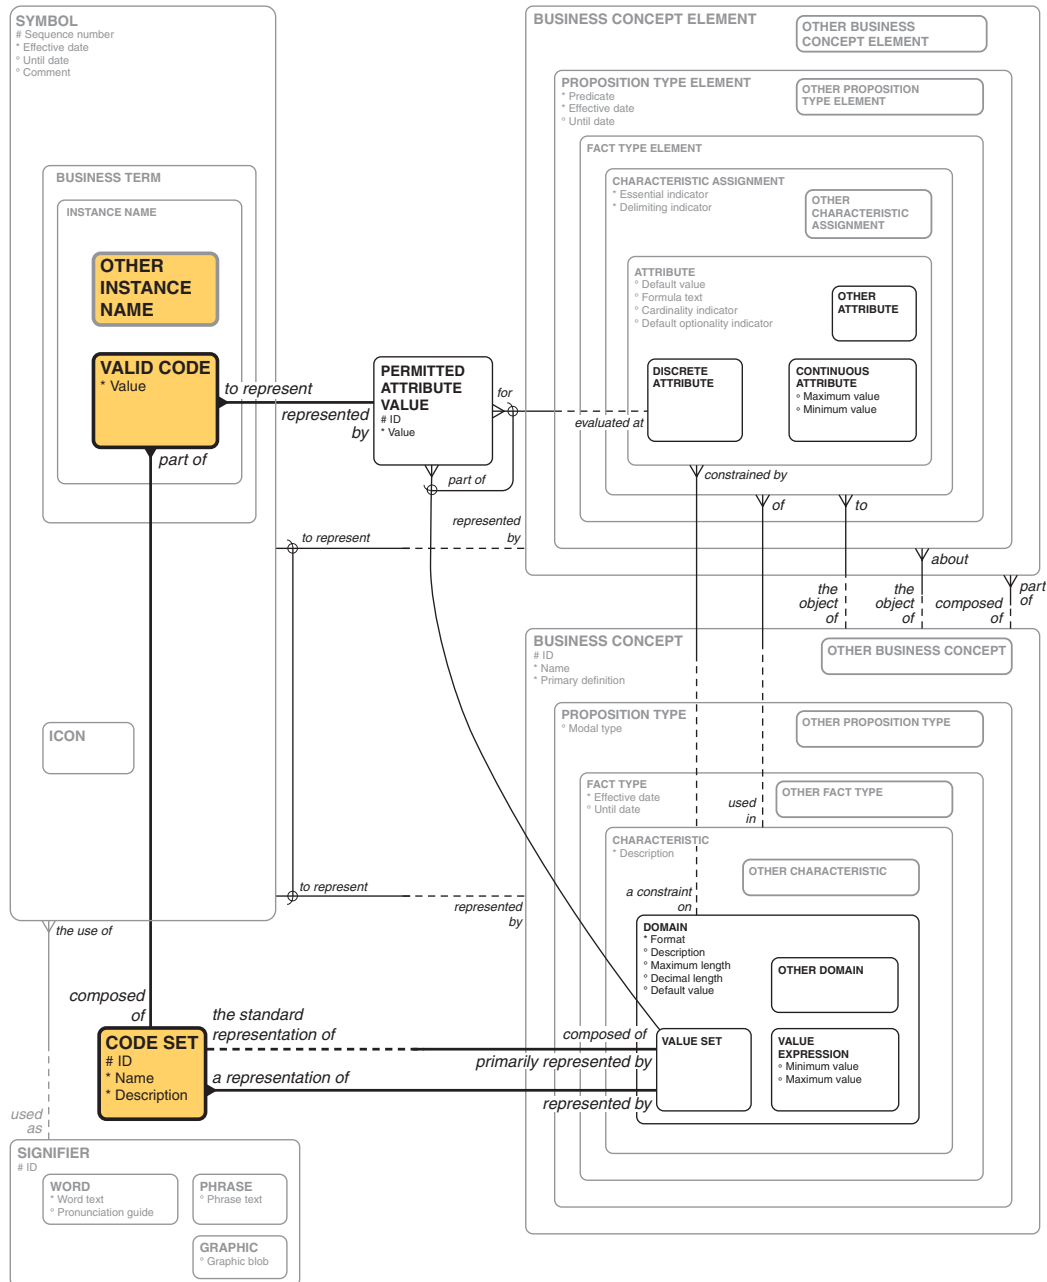 SYMBOL
# Sequence number
* Effective date
° Until date
° Comment
BUSINESS TERM
INSTANCE NAME
OTHER
INSTANCE
NAME
VALID CODE
* Value
to represent
represented
by
part of
PERMITTED
ATTRIBUTE
VALUE
# ID
* Value
for
evaluated at
part of
BUSINESS CONCEPT ELEMENT
OTHER BUSINESS
CONCEPT ELEMENT
PROPOSITION TYPE ELEMENT
* Predicate
* Effective date
° Until date
OTHER PROPOSITION
TYPE ELEMENT
FACT TYPE ELEMENT
CHARACTERISTIC ASSIGNMENT
* Essential indicator
* Delimiting indicator
OTHER
CHARACTERISTIC
ASSIGNMENT
ATTRIBUTE
° Default value
° Formula text
° Cardinality indicator
° Default optionality indicator
OTHER
ATTRIBUTE
DISCRETE
ATTRIBUTE
CONTINUOUS
ATTRIBUTE
° Maximum value
° Minimum value
constrained by
of
to
about
part
of
to represent
represented
by
the
object
of
the
object
of
composed
of
BUSINESS CONCEPT
# ID
* Name
* Primary definition
OTHER BUSINESS CONCEPT
PROPOSITION TYPE
° Modal type
OTHER PROPOSITION TYPE
FACT TYPE
* Effective date
° Until date
OTHER FACT TYPE
used
in
CHARACTERISTIC
* Description
OTHER CHARACTERISTIC
a constraint
on
DOMAIN
* Format
° Description
° Maximum length
° Decimal length
° Default value
OTHER DOMAIN
VALUE SET
VALUE
EXPRESSION
° Minimum value
° Maximum value
ICON
to represent
represented
by
the use of
composed
of
CODE SET
# ID
* Name
* Description
the standard
representation of
composed of
primarily represented by
a representation of
represented by
used
as
SIGNIFIER
# ID
WORD
* Word text
° Pronunciation guide
PHRASE
° Phrase text
GRAPHIC
° Graphic blob